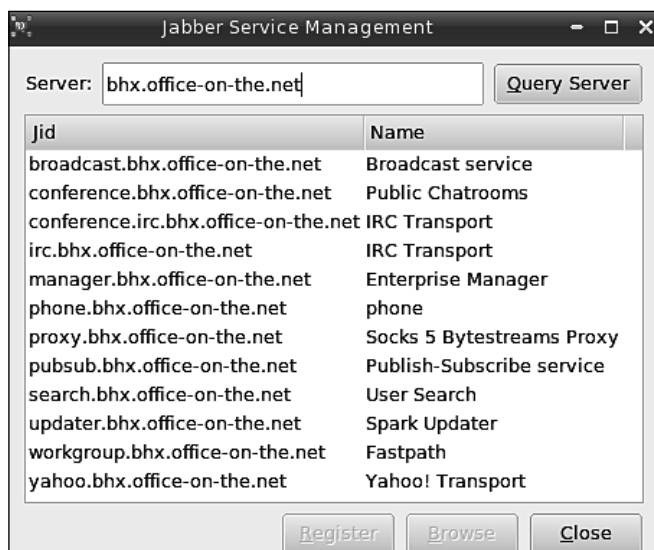 Jabber Service Management
Server: bhx.office-on-the.net Query Server
Jid Name
broadcast.bhx.office-on-the.net Broadcast service
conference.bhx.office-on-the.net Public Chatrooms
conference.irc.bhx.office-on-the.net IRC Transport
irc.bhx.office-on-the.net IRC Transport
manager.bhx.office-on-the.net Enterprise Manager
phone.bhx.office-on-the.net phone
proxy.bhx.office-on-the.net Socks 5 Bytestreams Proxy
pubsub.bhx.office-on-the.net Publish-Subscribe service
search.bhx.office-on-the.net User Search
updater.bhx.office-on-the.net Spark Updater
workgroup.bhx.office-on-the.net Fastpath
yahoo.bhx.office-on-the.net Yahoo! Transport
Register Browse Close